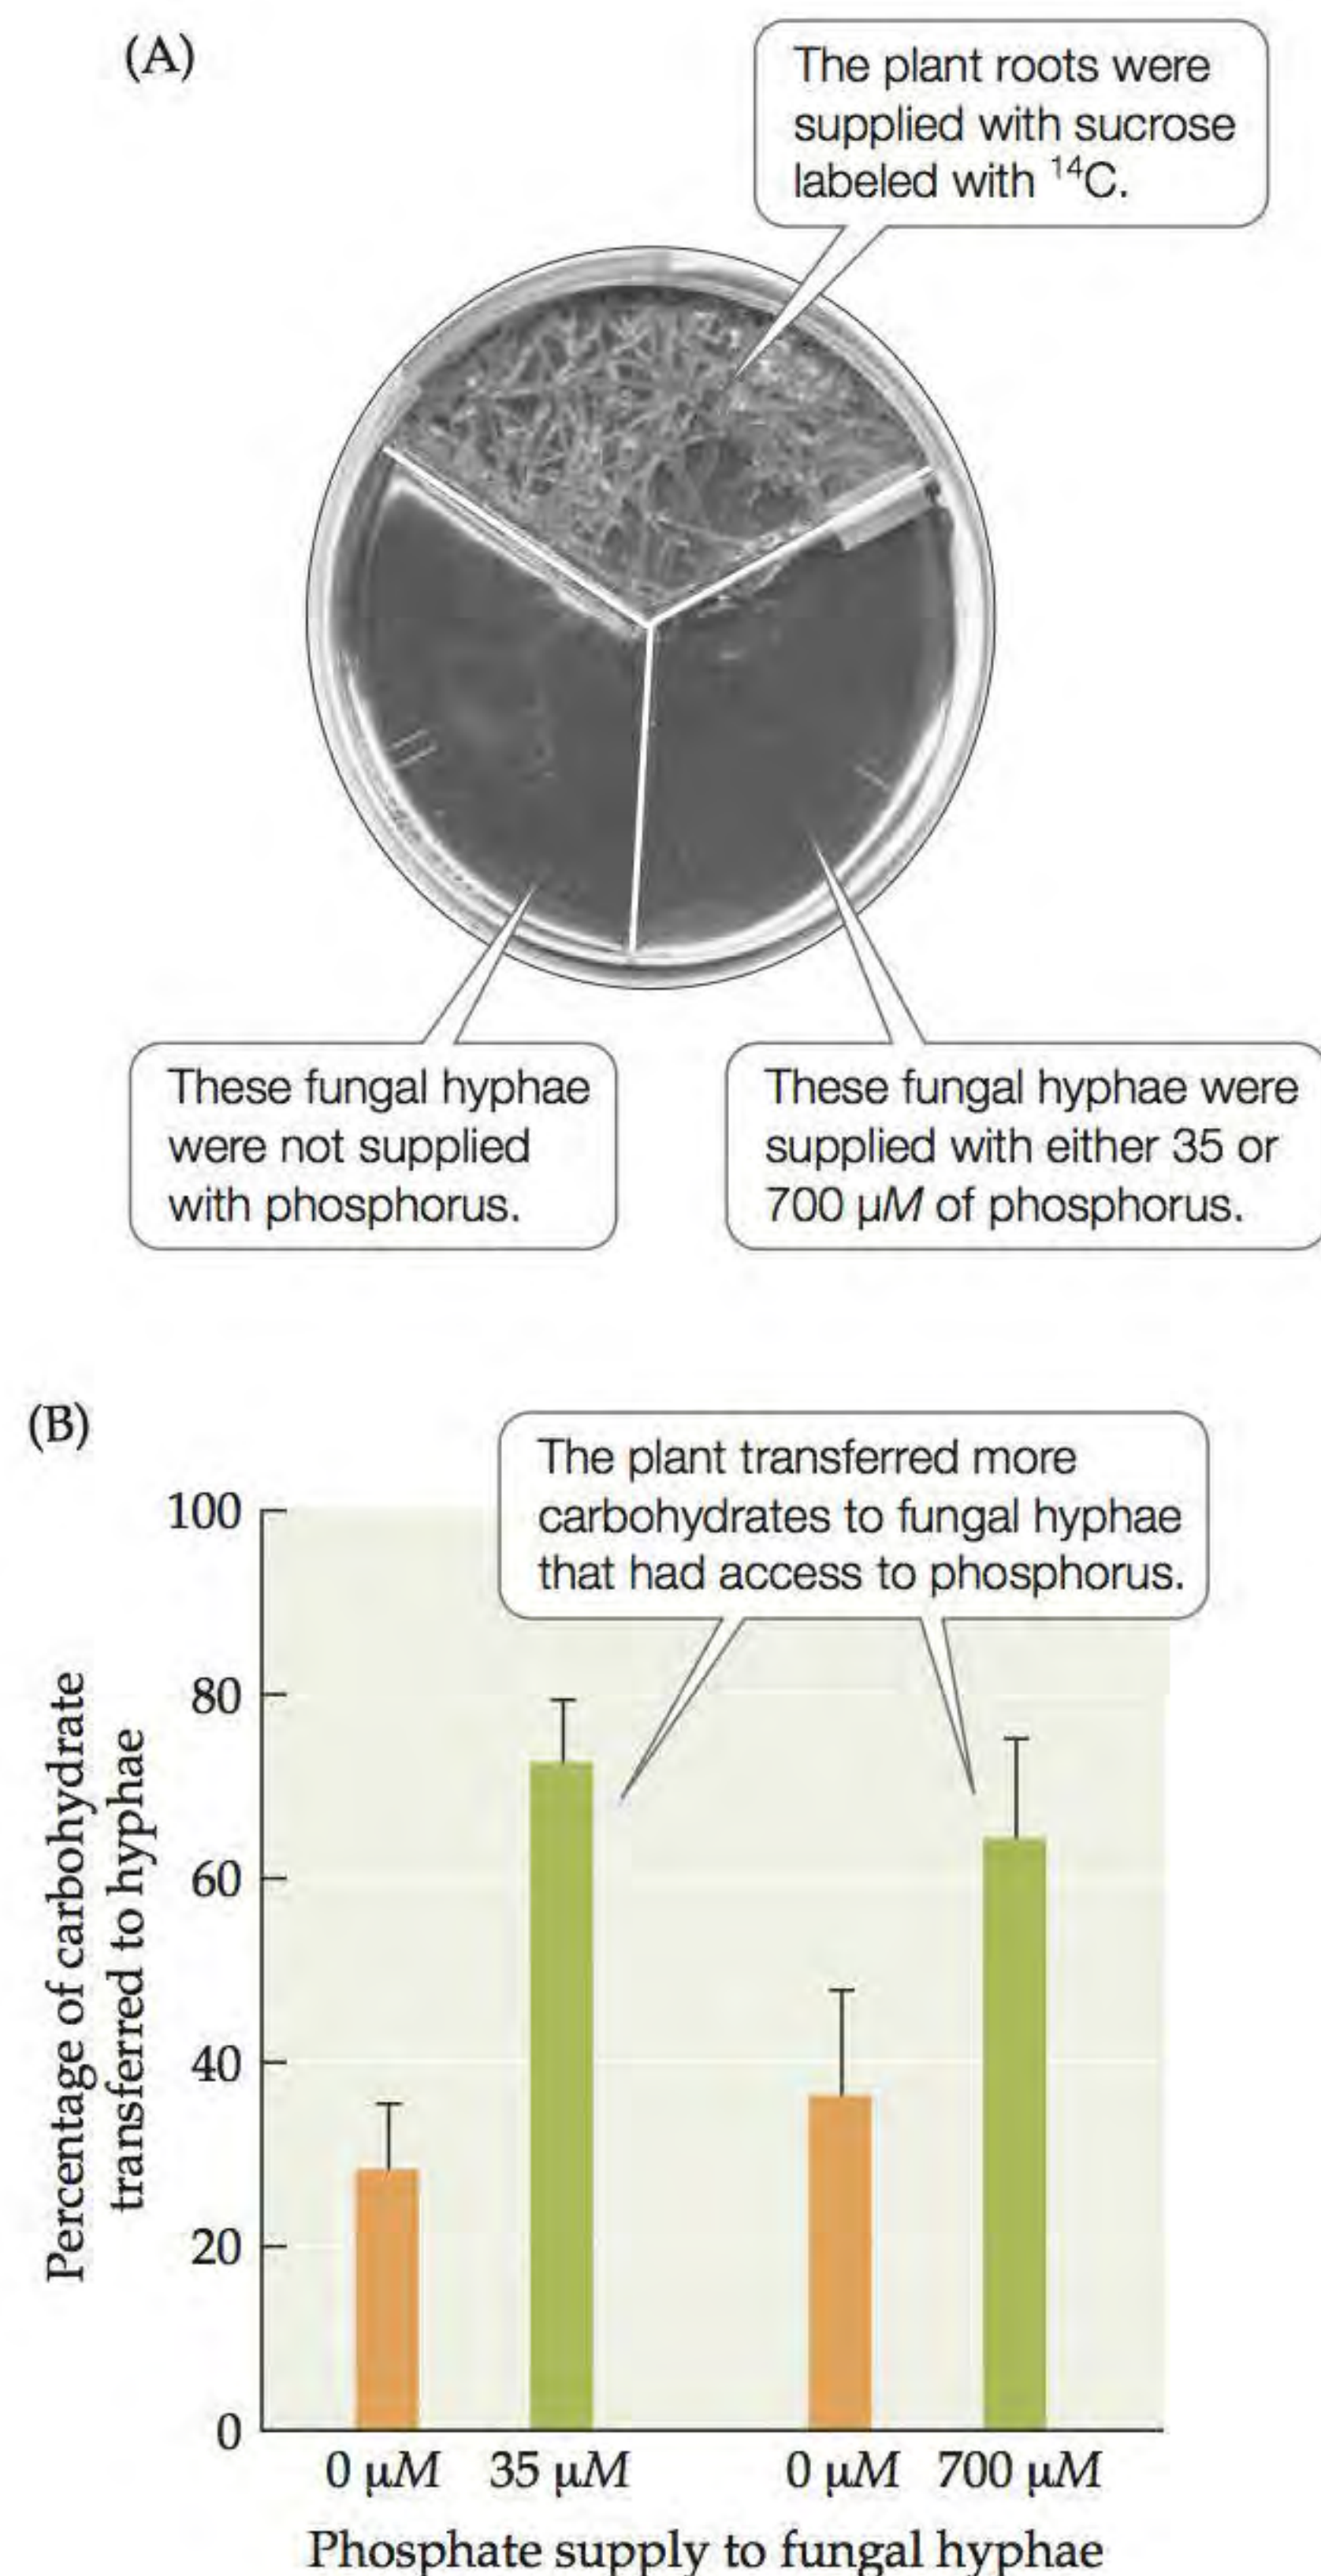 (A)
The plant roots were
supplied with sucrose
labeled with ¹⁴C.
These fungal hyphae
were not supplied
with phosphorus.
These fungal hyphae were
supplied with either 35 or
700 µM of phosphorus.
(B)
The plant transferred more
carbohydrates to fungal hyphae
that had access to phosphorus.
Percentage of carbohydrate
transferred to hyphae
100
80
60
40
20
0
0 µM 35 µM 0 µM 700 µM
Phosphate supply to fungal hyphae